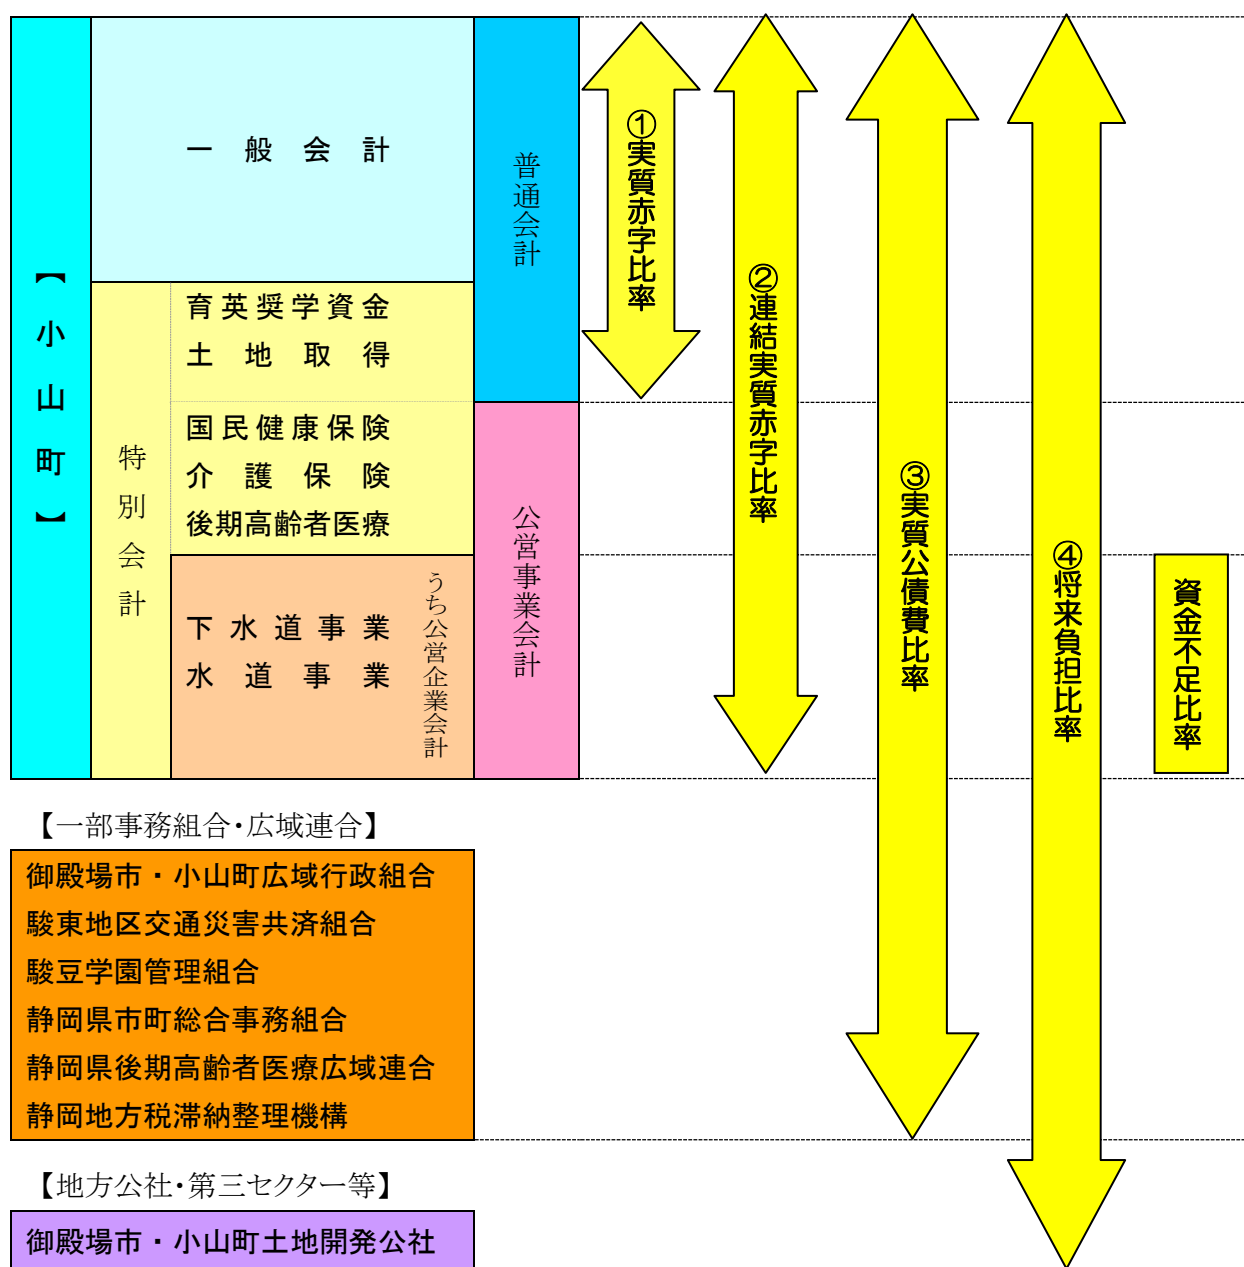 【小山町】
一般会計
特別会計
育英奨学資金
土地取得
国民健康保険
介護保険
後期高齢者医療
下水道事業
水道事業
うち公営企業会計
普通会計
公営事業会計
①実質赤字比率
②連結実質赤字比率
③実質公債費比率
④将来負担比率
資金不足比率
【一部事務組合・広域連合】
御殿場市・小山町広域行政組合
駿東地区交通災害共済組合
駿豆学園管理組合
静岡県市町総合事務組合
静岡県後期高齢者医療広域連合
静岡地方税滞納整理機構
【地方公社・第三セクター等】
御殿場市・小山町土地開発公社